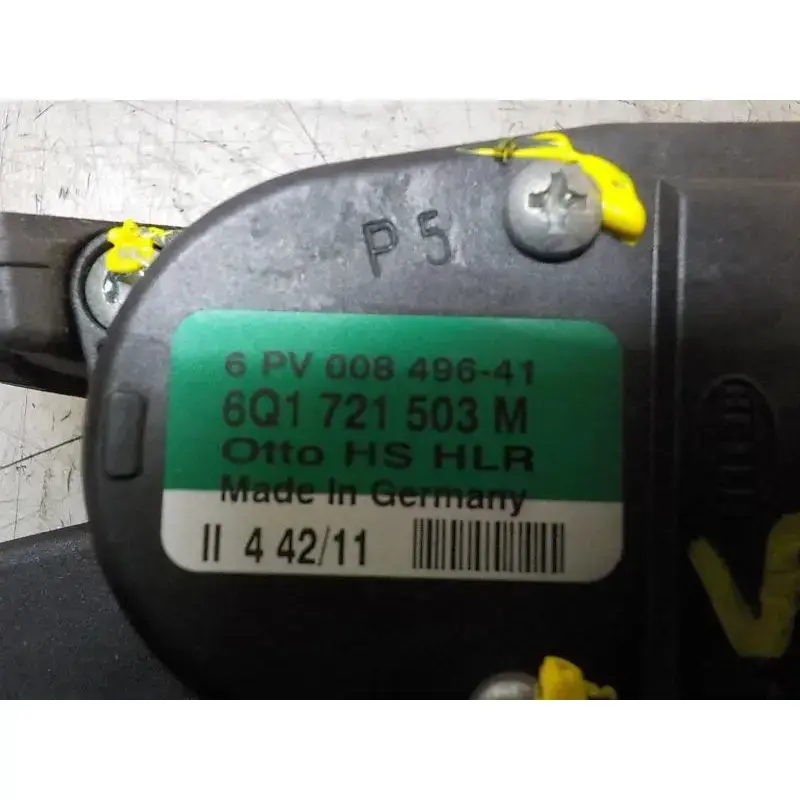 P5
6 PV 008 496-41
6Q1 721 503 M
Otto HS HLR
Made in Germany
II 4 42/11
V